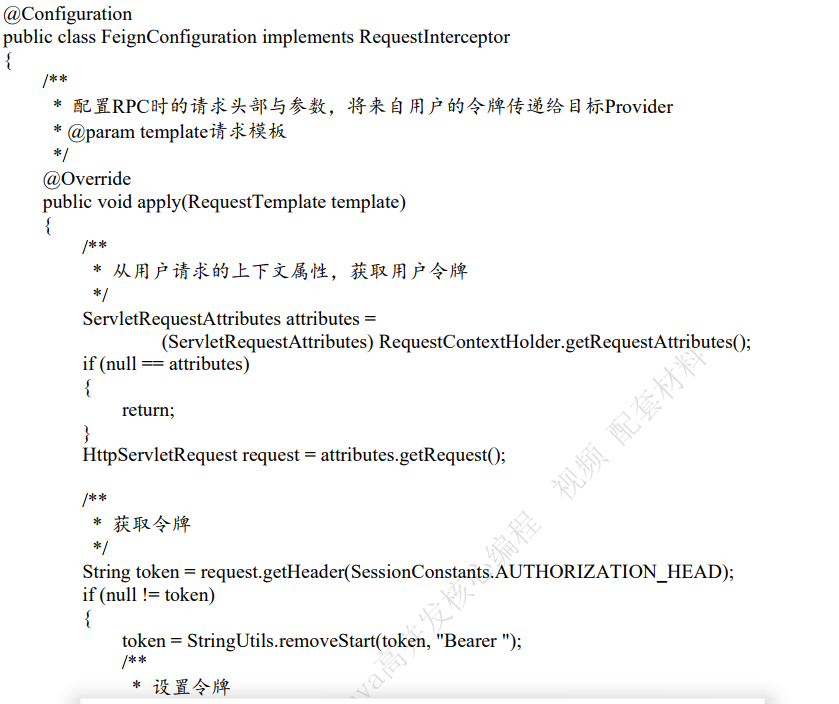 @Configuration
public class FeignConfiguration implements RequestInterceptor
{
/**
* 配置RPC时的请求头部与参数，将来自用户的令牌传递给目标Provider
* @param template请求模板
*/
@Override
public void apply(RequestTemplate template)
{
/**
* 从用户请求的上下文属性，获取用户令牌
*/
ServletRequestAttributes attributes =
(ServletRequestAttributes) RequestContextHolder.getRequestAttributes();
if (null == attributes)
{
return;
}
HttpServletRequest request = attributes.getRequest();
/**
* 获取令牌
*/
String token = request.getHeader(SessionConstants.AUTHORIZATION_HEAD);
if (null != token)
{
token = StringUtils.removeStart(token, "Bearer ");
/**
* 设置令牌
ava高并发核心编程 视频 配套材料